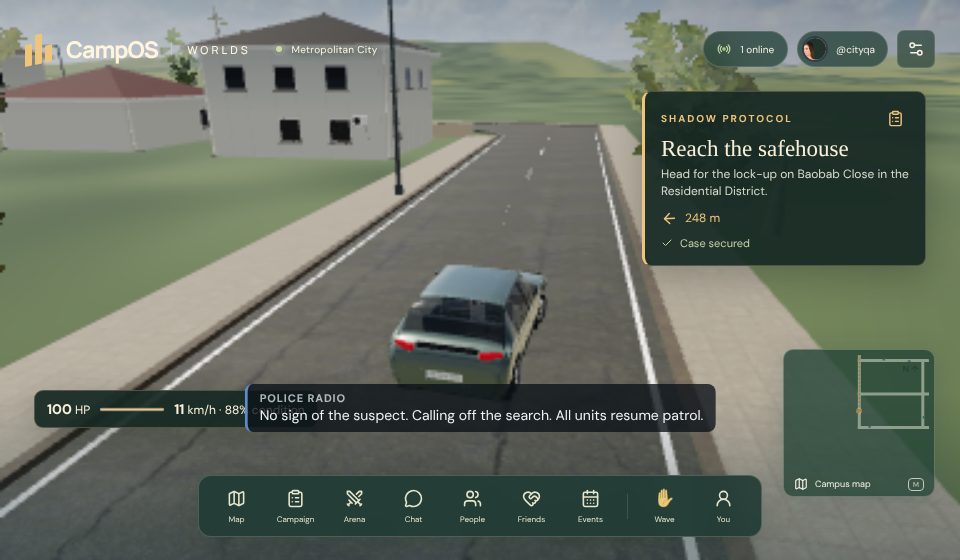 CampOS
WORLDS
Metropolitan City
1 online
@cityqa
SHADOW PROTOCOL
Reach the safehouse
Head for the lock-up on Baobab Close in the
Residential District.
248 m
Case secured
100 HP
11 km/h · 88% condition
POLICE RADIO
No sign of the suspect. Calling off the search. All units resume patrol.
N
Campus map
M
Map
Campaign
Arena
Chat
People
Friends
Events
Wave
You